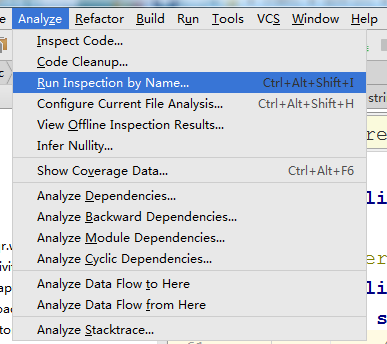 Analyze Refactor Build Run Tools VCS Window Help
Inspect Code...
Code Cleanup...
Run Inspection by Name... Ctrl+Alt+Shift+I
Configure Current File Analysis... Ctrl+Alt+Shift+H
View Offline Inspection Results...
Infer Nullity...
Show Coverage Data... Ctrl+Alt+F6
Analyze Dependencies...
Analyze Backward Dependencies...
Analyze Module Dependencies...
Analyze Cyclic Dependencies...
Analyze Data Flow to Here
Analyze Data Flow from Here
Analyze Stacktrace...